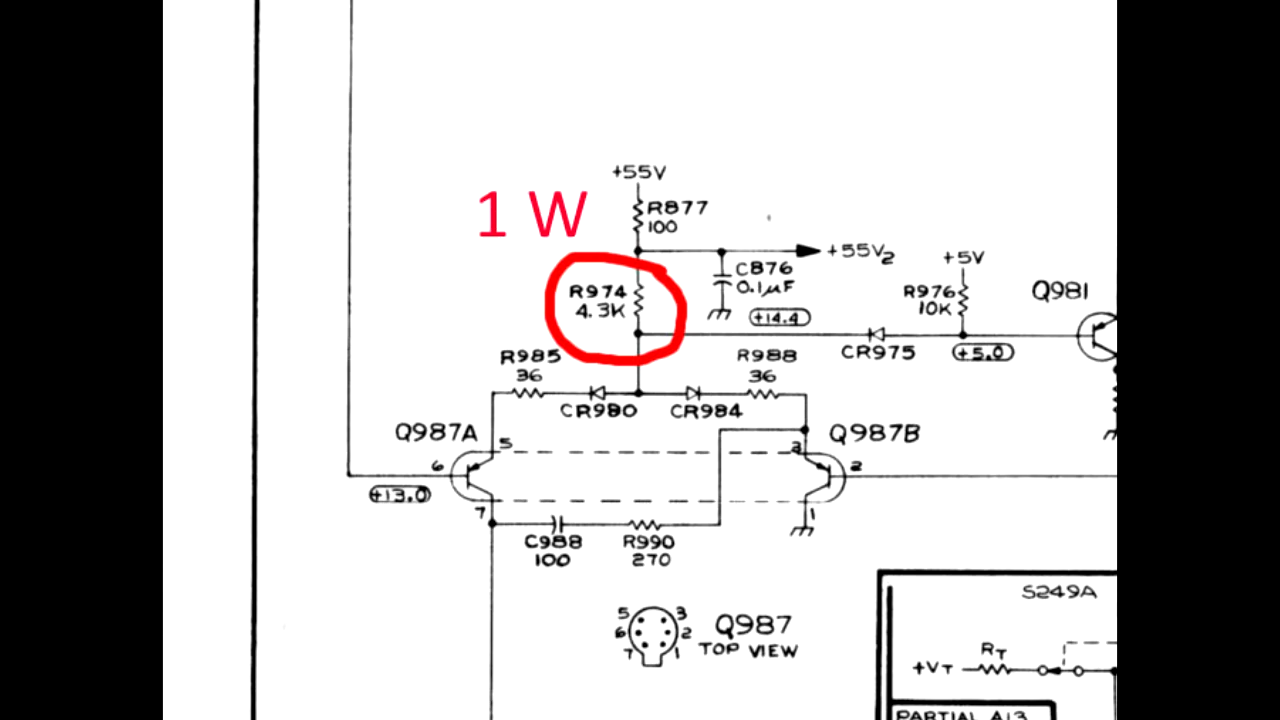 +55V
1 W
R877
100
+55V2
C876
0.1µF
+5V
R974
4.3K
R976
10K
Q981
+14.4
CR975
+5.0
R985
36
R988
36
CR980
CR984
Q987A
5
3
Q987B
6
2
+13.0
7
1
C988
100
R990
270
S249A
5
3
6
2
7
1
Q987
TOP VIEW
RT
+VT
PARTIAL A13